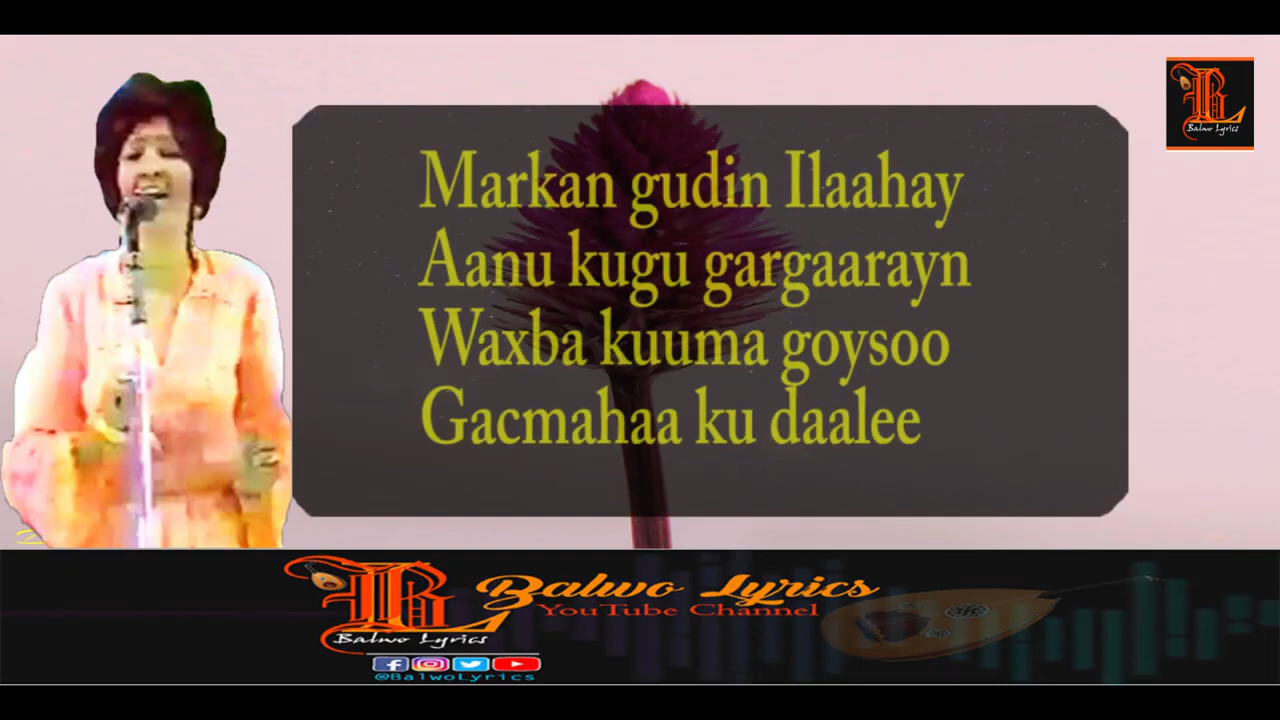 Balwo Lyrics
Markan gudin Ilaahay
Aanu kugu gargaarayn
Waxba kuuma goysoo
Gacmahaa ku daalee
BL
Balwo Lyrics
Balwo Lyrics
YouTube Channel
@BalwoLyrics